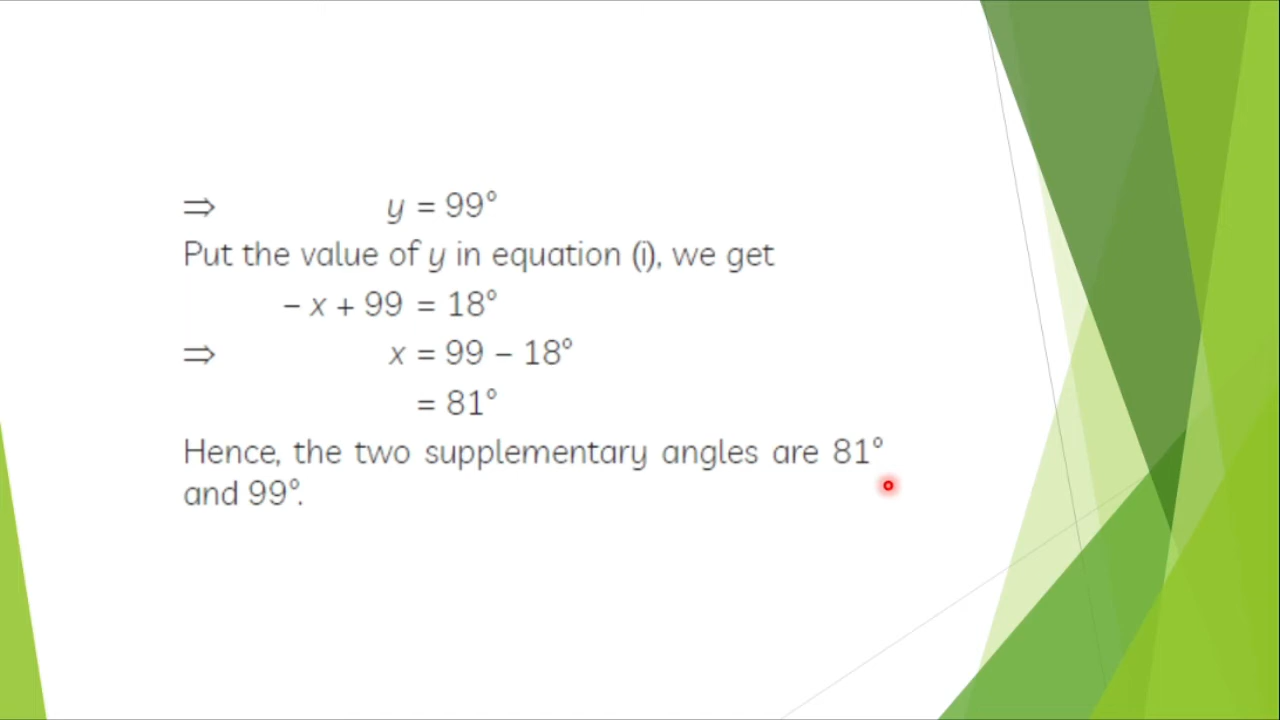 ⇒ y = 99°
Put the value of y in equation (i), we get
– x + 99 = 18°
⇒ x = 99 – 18°
= 81°
Hence, the two supplementary angles are 81°
and 99°.